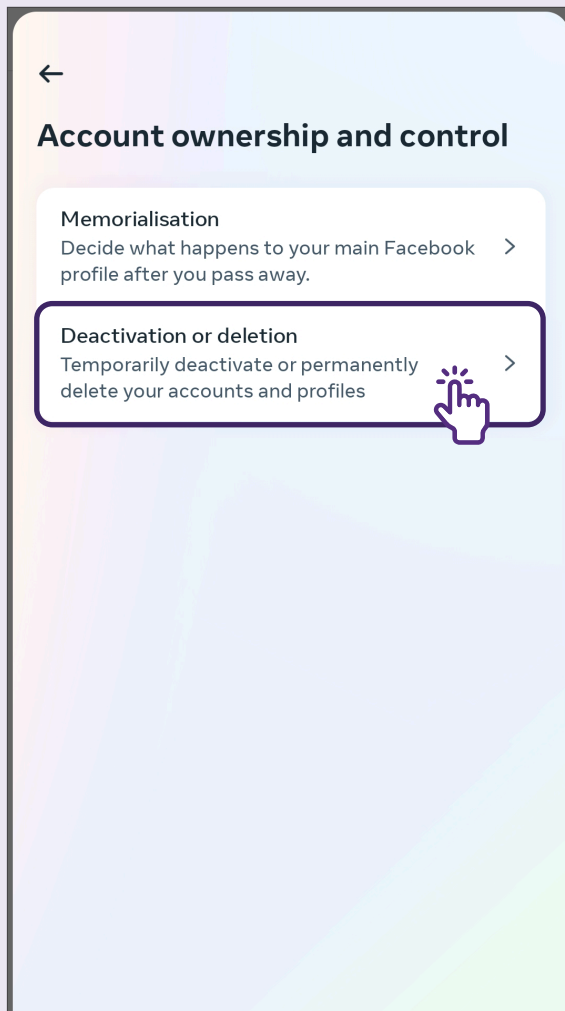 Account ownership and control
Memorialisation
Decide what happens to your main Facebook
profile after you pass away.
Deactivation or deletion
Temporarily deactivate or permanently
delete your accounts and profiles